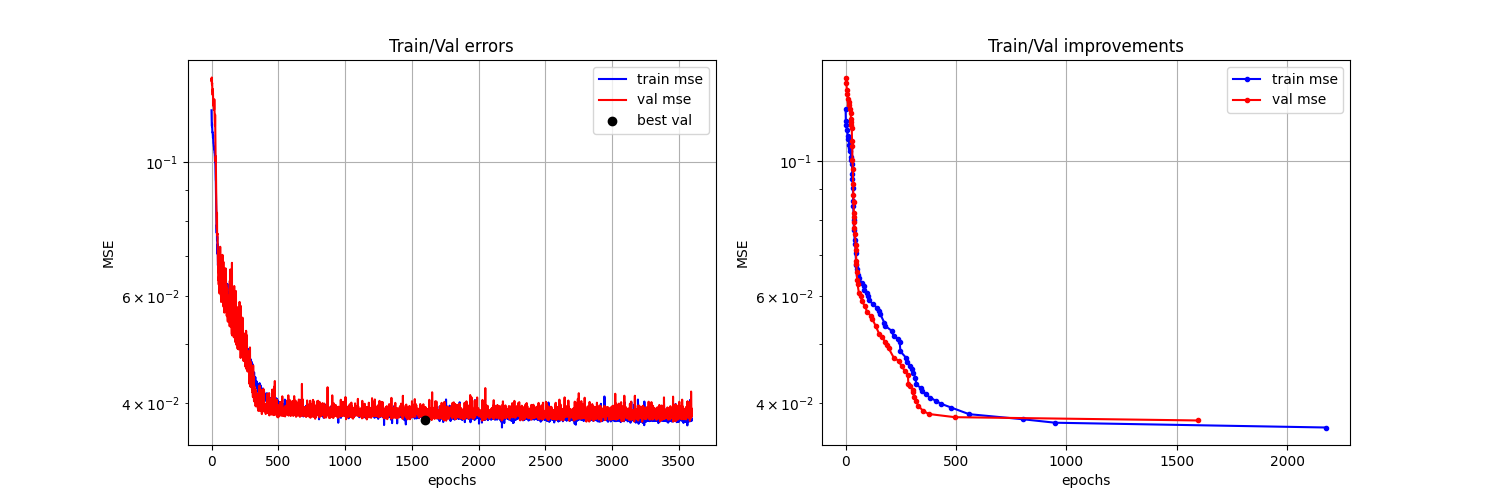 Train/Val errors
train mse
val mse
best val
10⁻¹
6 × 10⁻²
4 × 10⁻²
MSE
0 500 1000 1500 2000 2500 3000 3500
epochs
Train/Val improvements
train mse
val mse
10⁻¹
6 × 10⁻²
4 × 10⁻²
MSE
0 500 1000 1500 2000
epochs